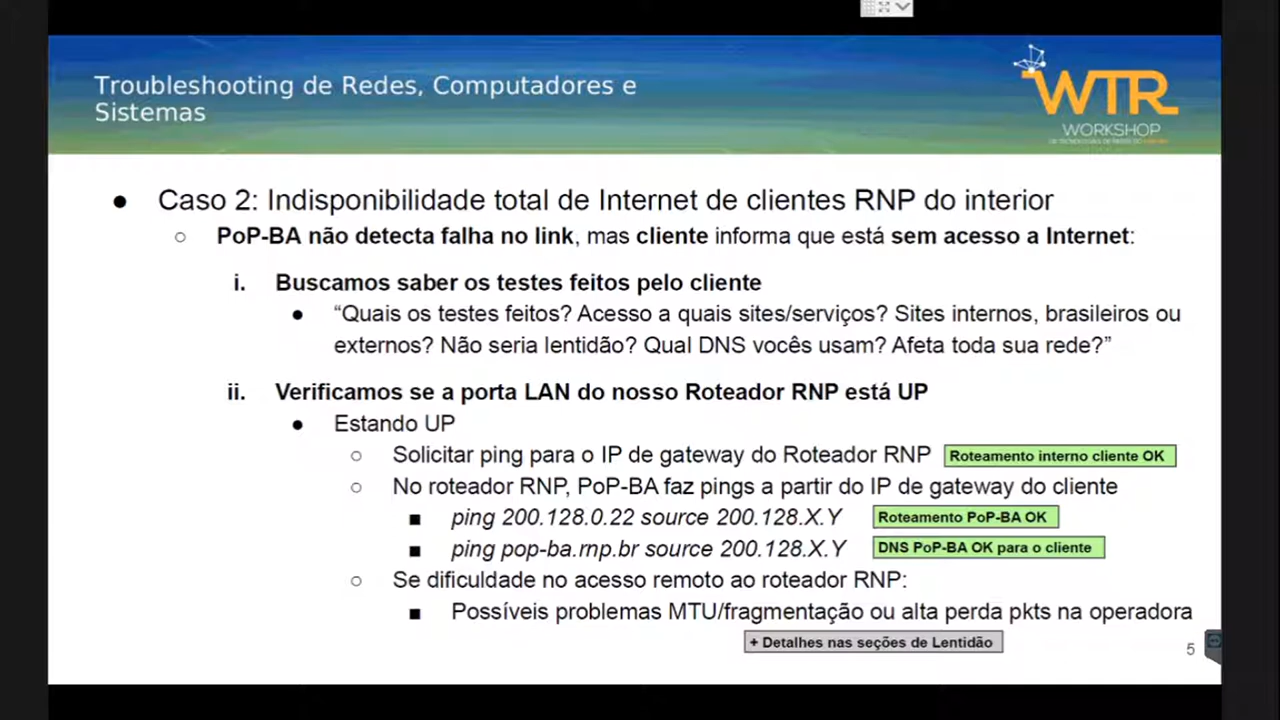 Troubleshooting de Redes, Computadores e
Sistemas
WTR
WORKSHOP
● Caso 2: Indisponibilidade total de Internet de clientes RNP do interior
○ PoP-BA não detecta falha no link, mas cliente informa que está sem acesso a Internet:
i. Buscamos saber os testes feitos pelo cliente
● “Quais os testes feitos? Acesso a quais sites/serviços? Sites internos, brasileiros ou
externos? Não seria lentidão? Qual DNS vocês usam? Afeta toda sua rede?”
ii. Verificamos se a porta LAN do nosso Roteador RNP está UP
● Estando UP
○ Solicitar ping para o IP de gateway do Roteador RNP Roteamento interno cliente OK
○ No roteador RNP, PoP-BA faz pings a partir do IP de gateway do cliente
■ ping 200.128.0.22 source 200.128.X.Y Roteamento PoP-BA OK
■ ping pop-ba.rnp.br source 200.128.X.Y DNS PoP-BA OK para o cliente
○ Se dificuldade no acesso remoto ao roteador RNP:
■ Possíveis problemas MTU/fragmentação ou alta perda pkts na operadora
+ Detalhes nas seções de Lentidão
5